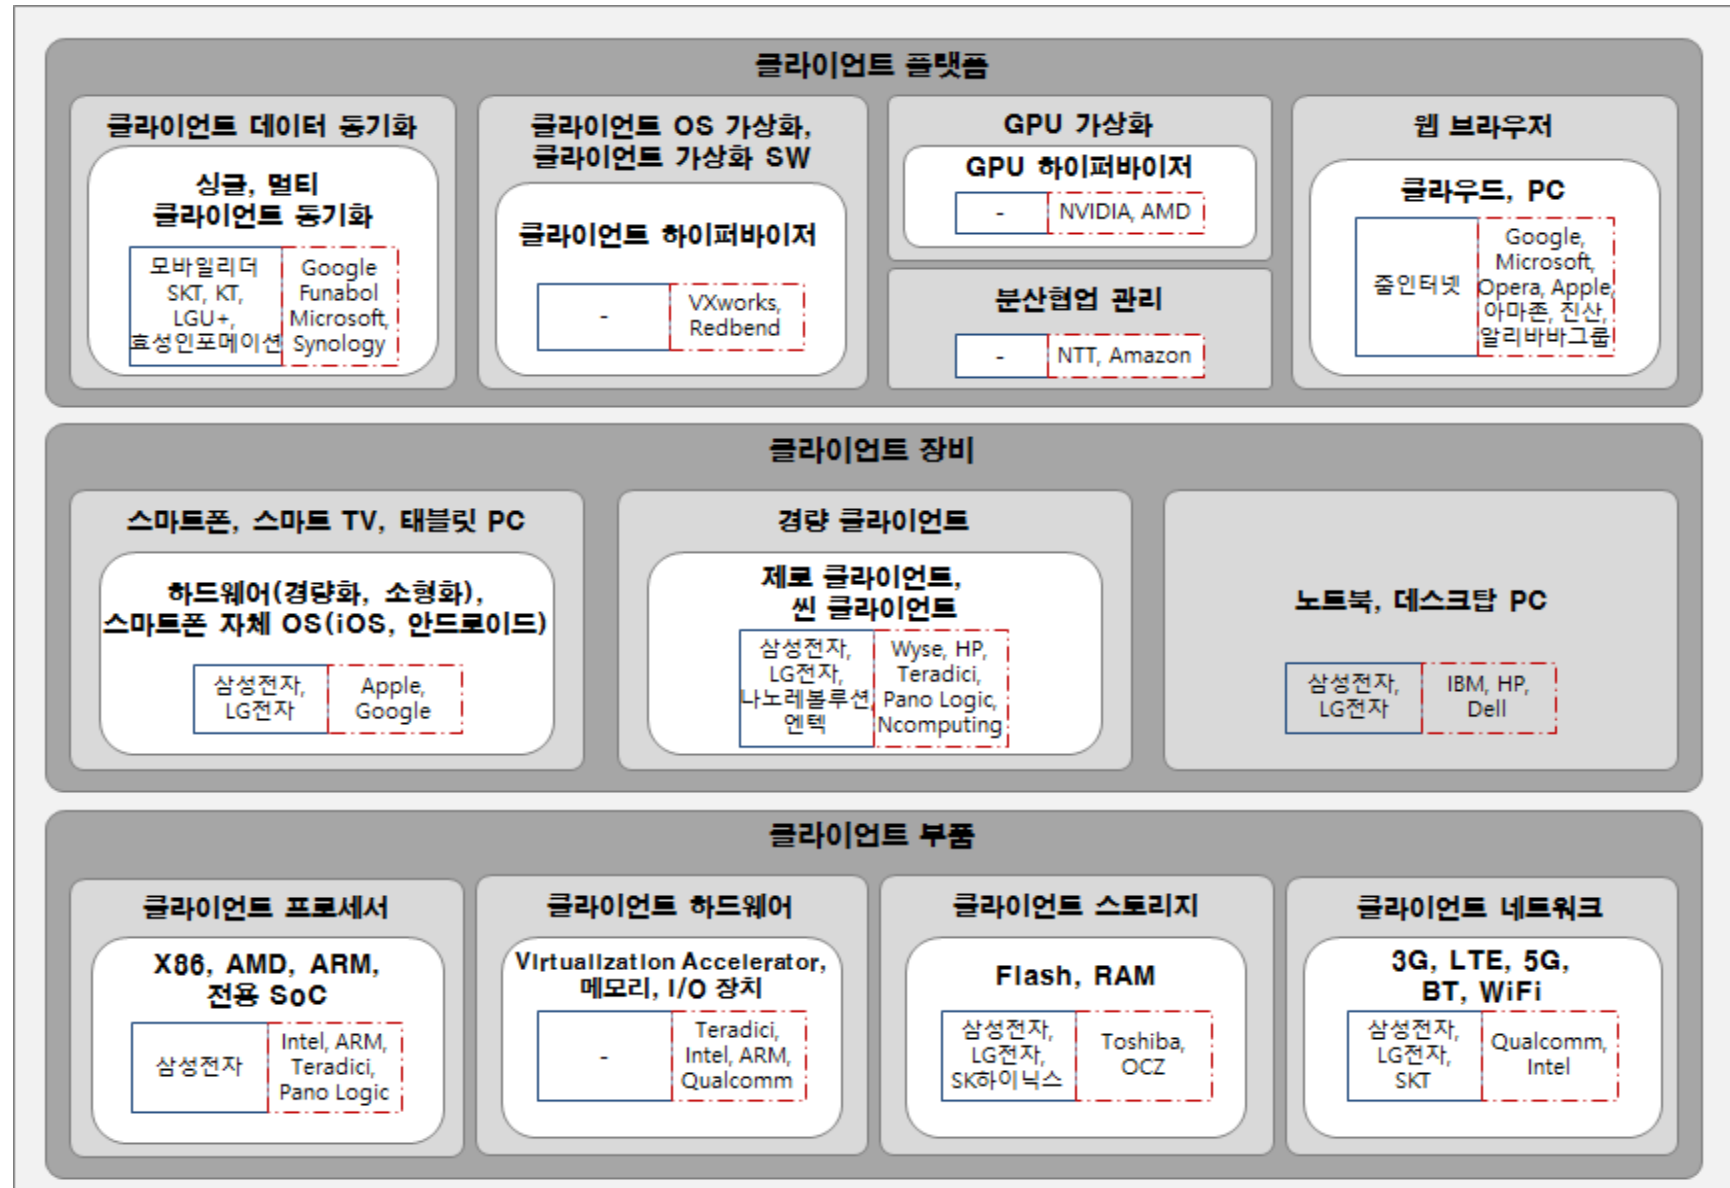 클라이언트 플랫폼
클라이언트 데이터 동기화
싱글, 멀티
클라이언트 동기화
모바일리더
SKT, KT,
LGU+,
효성인포메이션
Google
Funabol
Microsoft,
Synology
클라이언트 OS 가상화,
클라이언트 가상화 SW
클라이언트 하이퍼바이저
-
VXworks,
Redbend
GPU 가상화
GPU 하이퍼바이저
-
NVIDIA, AMD
분산협업 관리
-
NTT, Amazon
웹 브라우저
클라우드, PC
줌인터넷
Google,
Microsoft,
Opera, Apple,
아마존, 진산,
알리바바그룹
클라이언트 장비
스마트폰, 스마트 TV, 태블릿 PC
하드웨어(경량화, 소형화),
스마트폰 자체 OS(iOS, 안드로이드)
삼성전자,
LG전자
Apple,
Google
경량 클라이언트
제로 클라이언트,
씬 클라이언트
삼성전자,
LG전자,
나노레볼루션,
엔텍
Wyse, HP,
Teradici,
Pano Logic,
Ncomputing
노트북, 데스크탑 PC
삼성전자,
LG전자
IBM, HP,
Dell
클라이언트 부품
클라이언트 프로세서
X86, AMD, ARM,
전용 SoC
삼성전자
Intel, ARM,
Teradici,
Pano Logic
클라이언트 하드웨어
Virtualization Accelerator,
메모리, I/O 장치
-
Teradici,
Intel, ARM,
Qualcomm
클라이언트 스토리지
Flash, RAM
삼성전자,
LG전자,
SK하이닉스
Toshiba,
OCZ
클라이언트 네트워크
3G, LTE, 5G,
BT, WiFi
삼성전자,
LG전자,
SKT
Qualcomm,
Intel